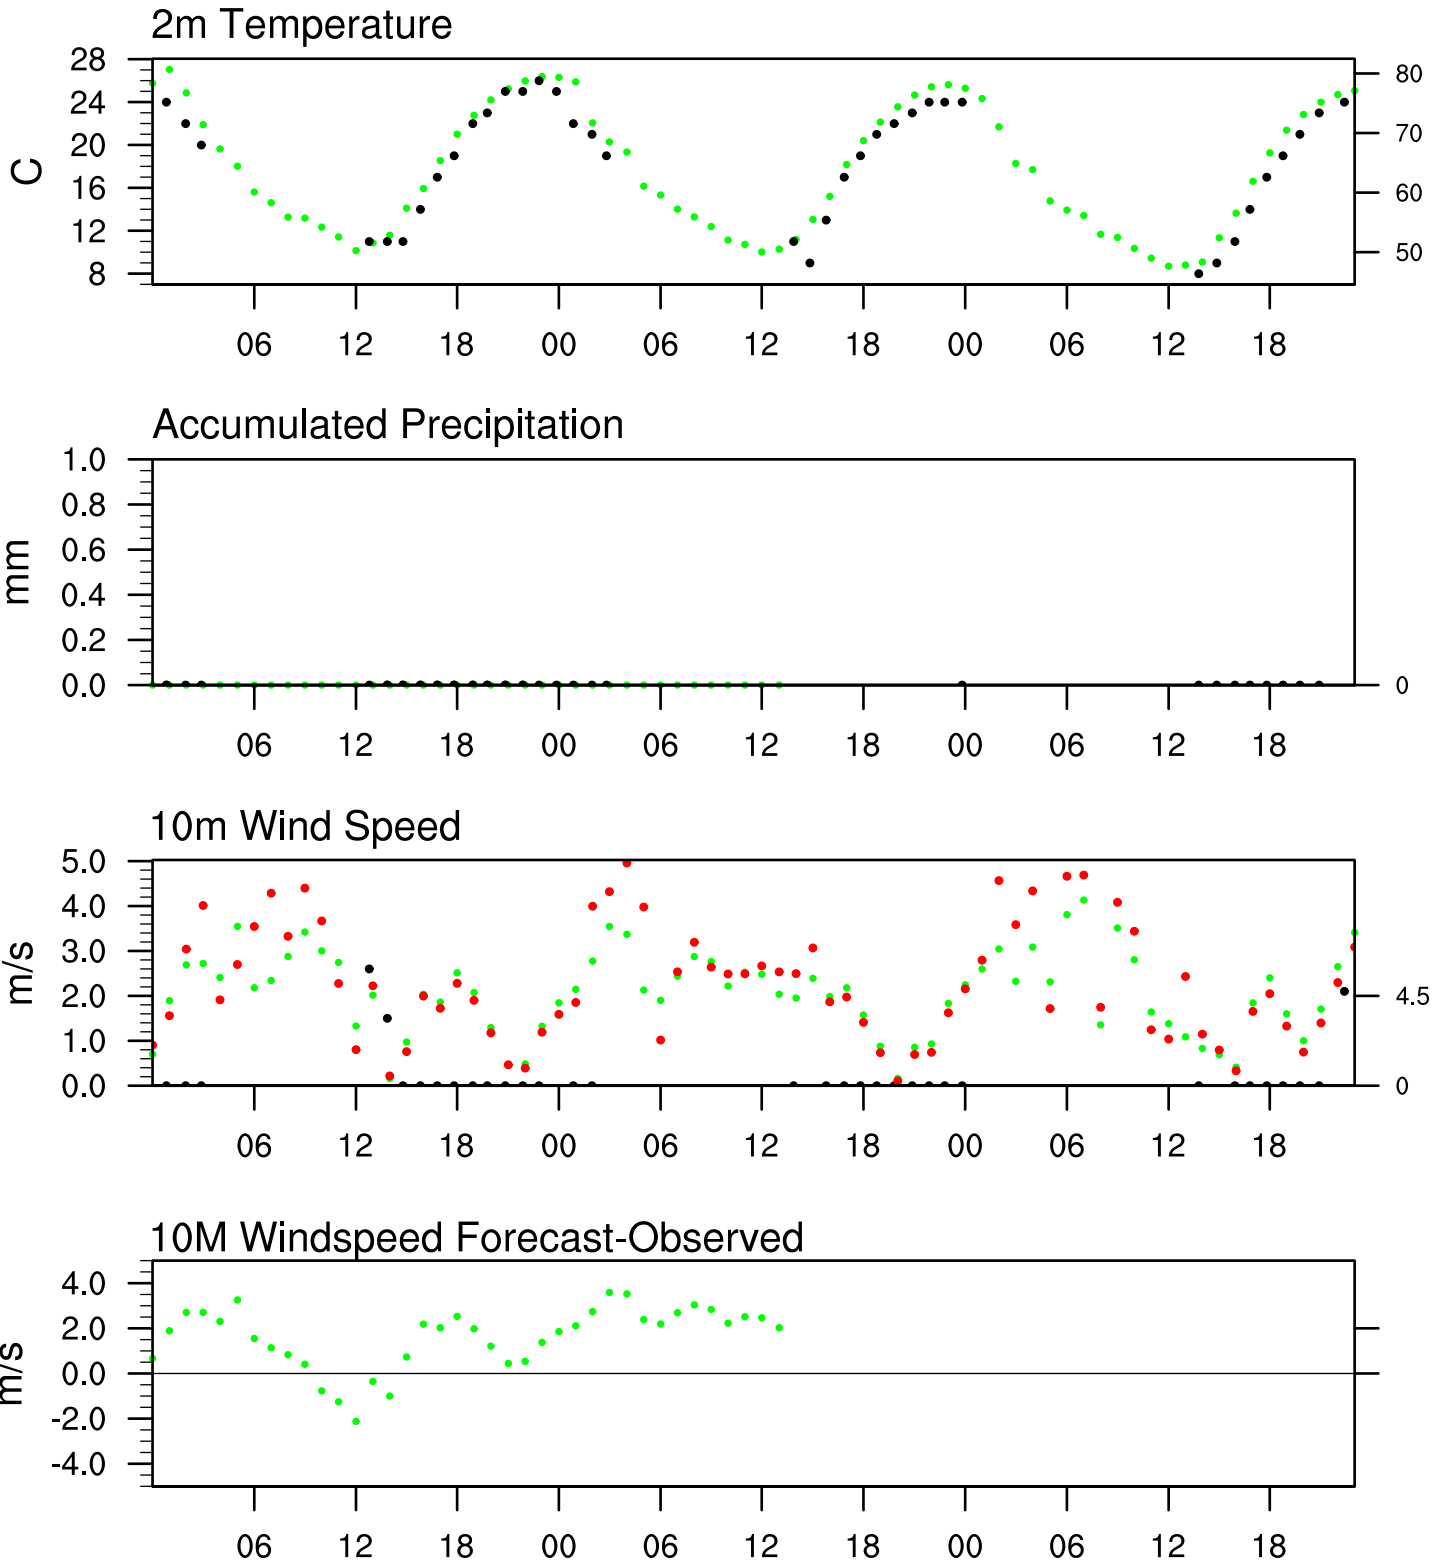 2m Temperature
28
24
20
16
12
8
C
80
70
60
50
06 12 18 00 06 12 18 00 06 12 18
Accumulated Precipitation
1.0
0.8
0.6
0.4
0.2
0.0
mm
0
06 12 18 00 06 12 18 00 06 12 18
10m Wind Speed
5.0
4.0
3.0
2.0
1.0
0.0
m/s
4.5
0
06 12 18 00 06 12 18 00 06 12 18
10M Windspeed Forecast-Observed
4.0
2.0
0.0
-2.0
-4.0
m/s
06 12 18 00 06 12 18 00 06 12 18